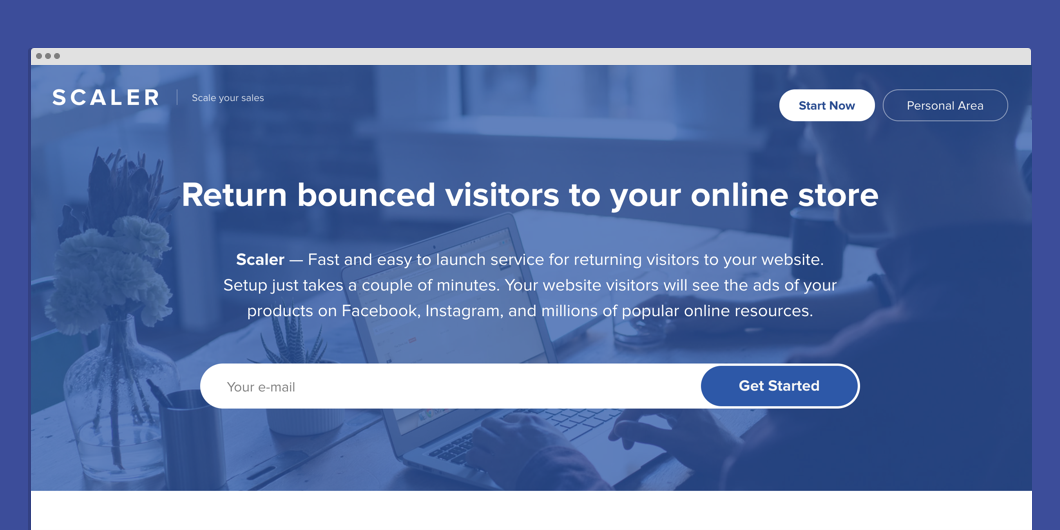 SCALER
Scale your sales
Start Now
Personal Area
Return bounced visitors to your online store
Scaler — Fast and easy to launch service for returning visitors to your website.
Setup just takes a couple of minutes. Your website visitors will see the ads of your
products on Facebook, Instagram, and millions of popular online resources.
Your e-mail
Get Started